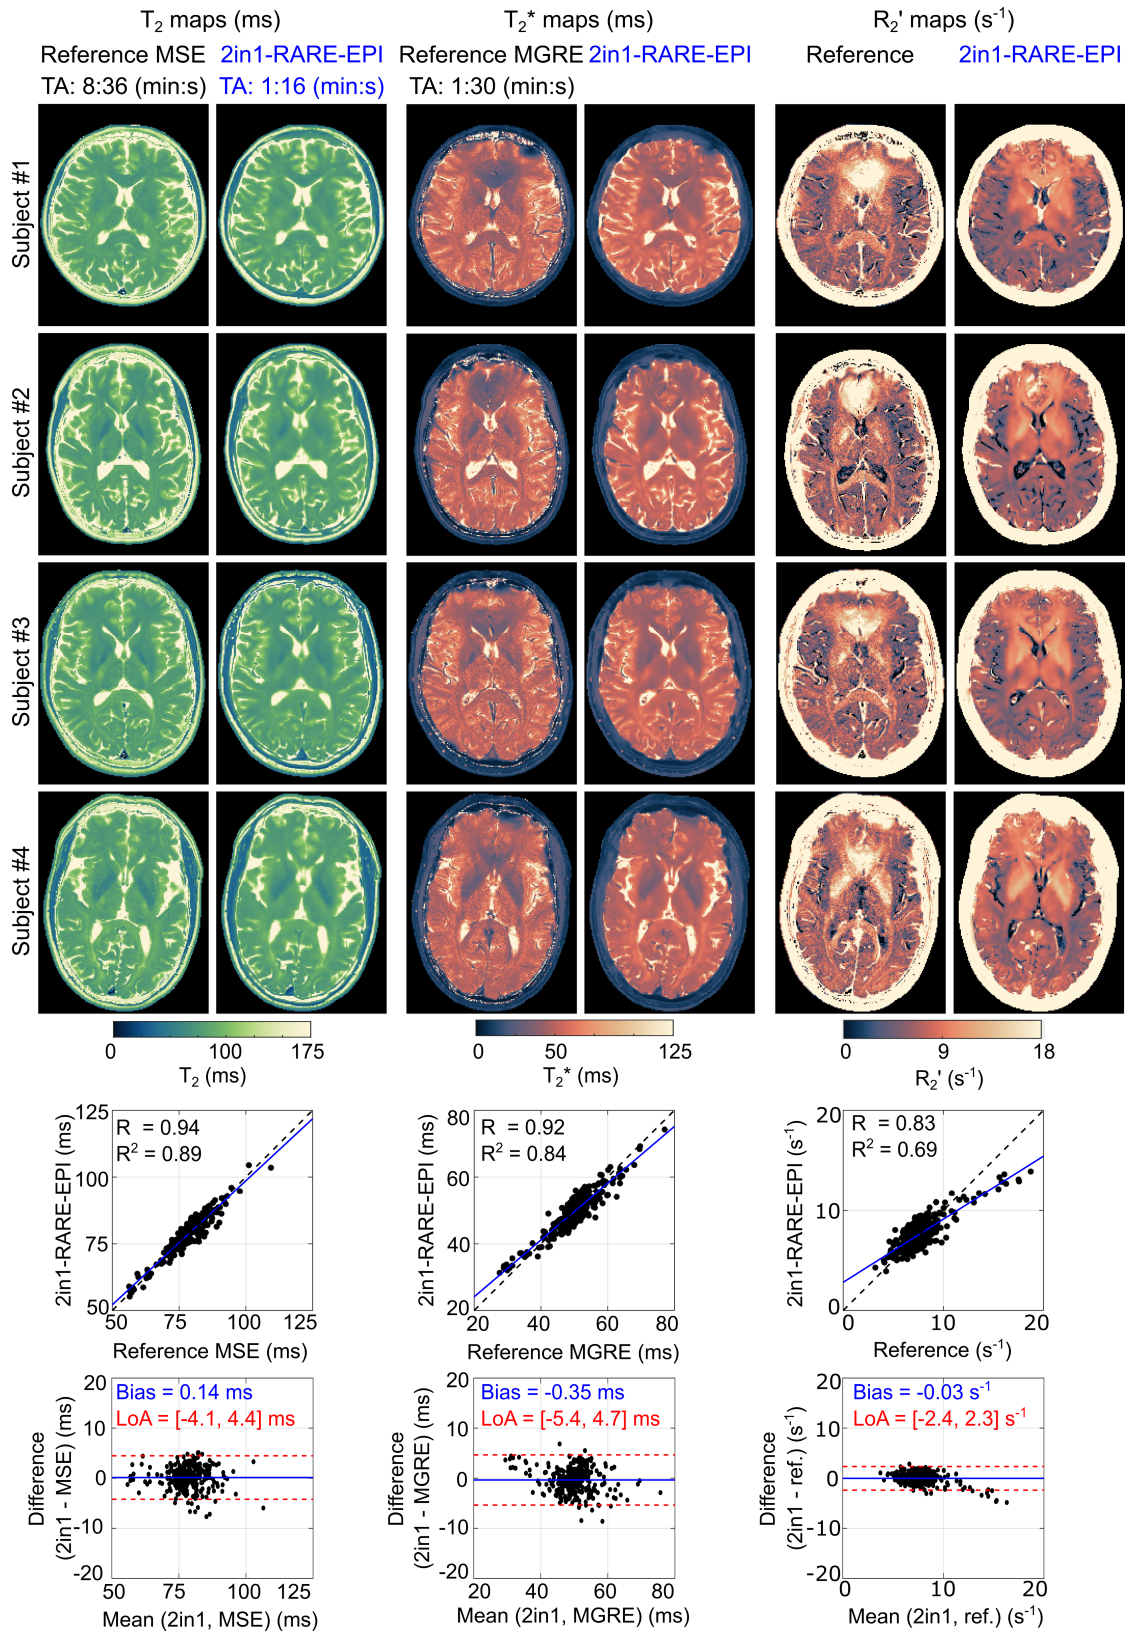 T2 maps (ms) T2* maps (ms) R2' maps (s-1)
Reference MSE 2in1-RARE-EPI Reference MGRE 2in1-RARE-EPI Reference 2in1-RARE-EPI
TA: 8:36 (min:s) TA: 1:16 (min:s) TA: 1:30 (min:s)
Subject #1
Subject #2
Subject #3
Subject #4
0 100 175
T2 (ms)
0 50 125
T2* (ms)
0 9 18
R2' (s-1)
125
100
75
50
2in1-RARE-EPI (ms)
R = 0.94
R2 = 0.89
50 75 100 125
Reference MSE (ms)
80
60
40
20
2in1-RARE-EPI (ms)
R = 0.92
R2 = 0.84
20 40 60 80
Reference MGRE (ms)
20
10
0
2in1-RARE-EPI (s-1)
R = 0.83
R2 = 0.69
0 10 20
Reference (s-1)
20
10
0
-10
-20
Difference
(2in1 - MSE) (ms)
Bias = 0.14 ms
LoA = [-4.1, 4.4] ms
50 75 100 125
Mean (2in1, MSE) (ms)
20
10
0
-10
-20
Difference
(2in1 - MGRE) (ms)
Bias = -0.35 ms
LoA = [-5.4, 4.7] ms
20 40 60 80
Mean (2in1, MGRE) (ms)
20
10
0
-10
-20
Difference
(2in1 - ref.) (s-1)
Bias = -0.03 s-1
LoA = [-2.4, 2.3] s-1
0 10 20
Mean (2in1, ref.) (s-1)